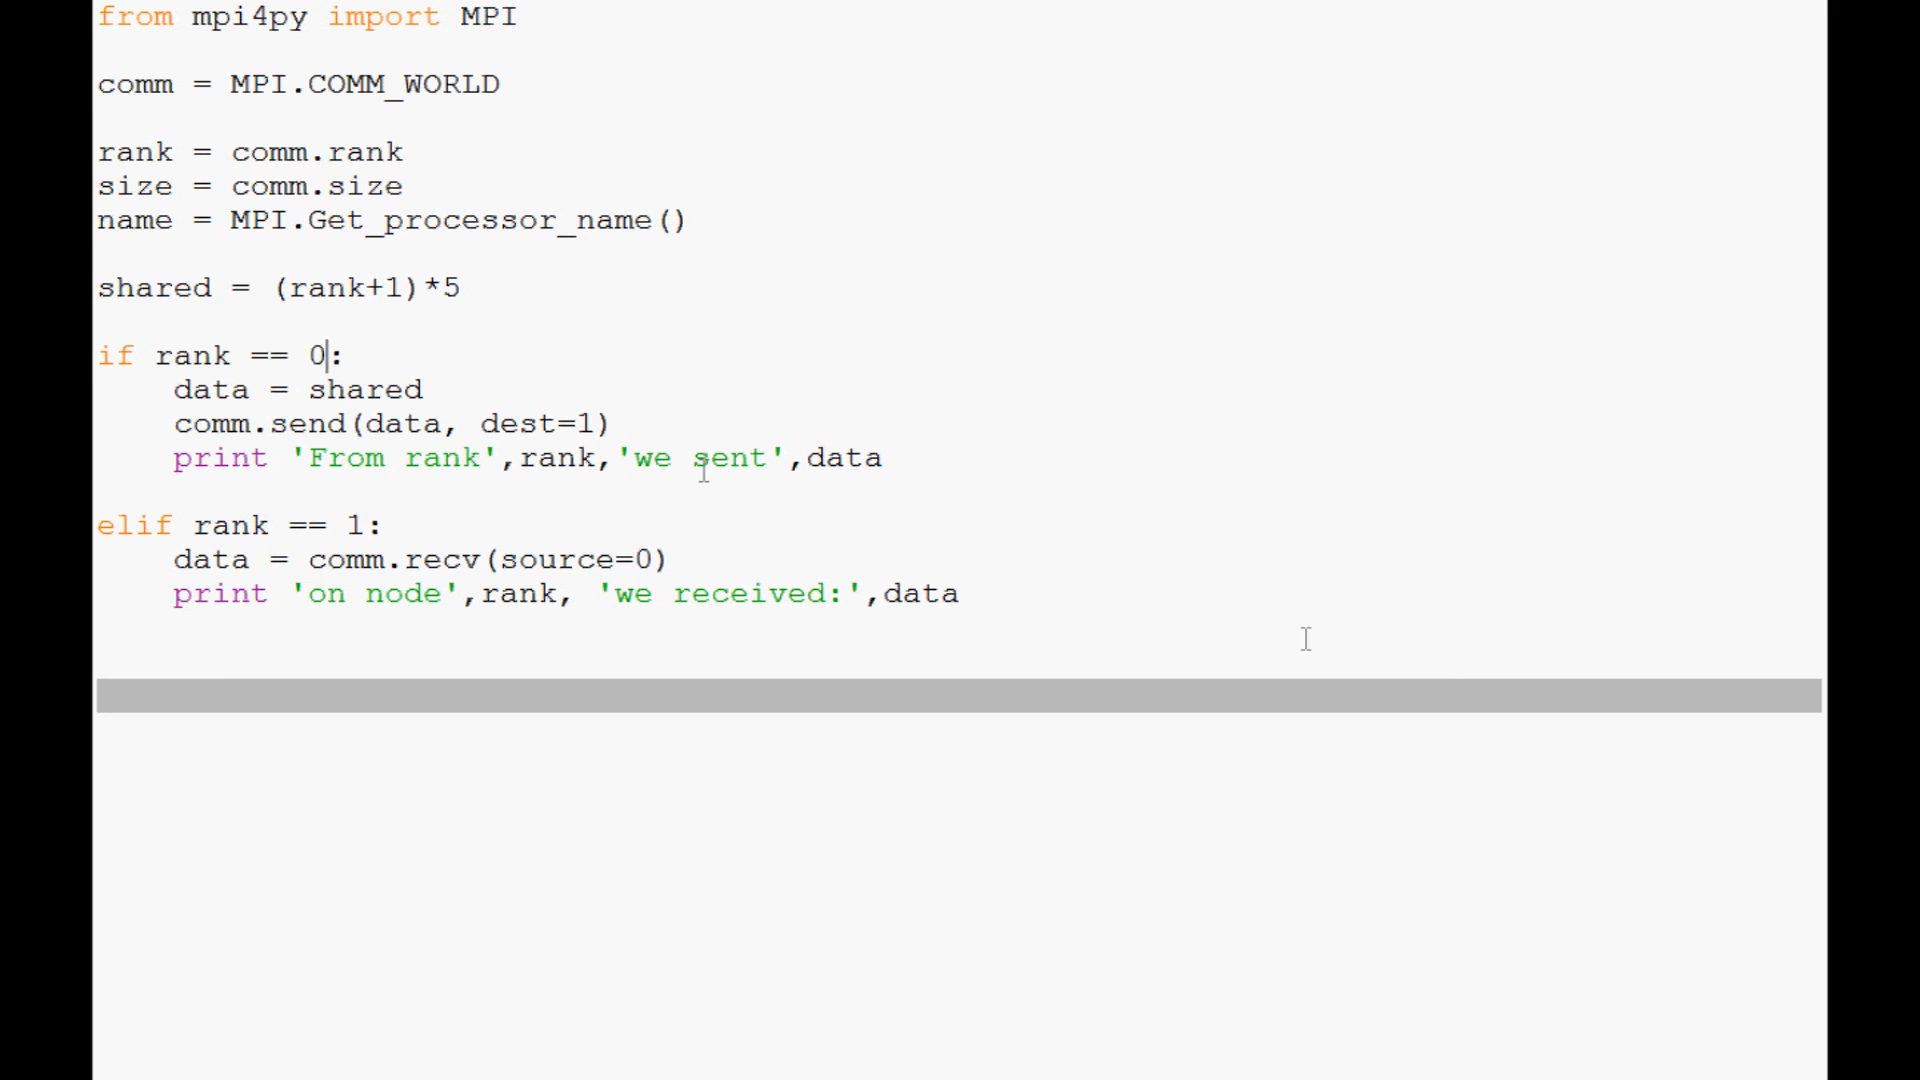 from mpi4py import MPI
comm = MPI.COMM_WORLD
rank = comm.rank
size = comm.size
name = MPI.Get_processor_name()
shared = (rank+1)*5
if rank == 0:
    data = shared
    comm.send(data, dest=1)
    print 'From rank',rank,'we sent',data
elif rank == 1:
    data = comm.recv(source=0)
    print 'on node',rank, 'we received:',data